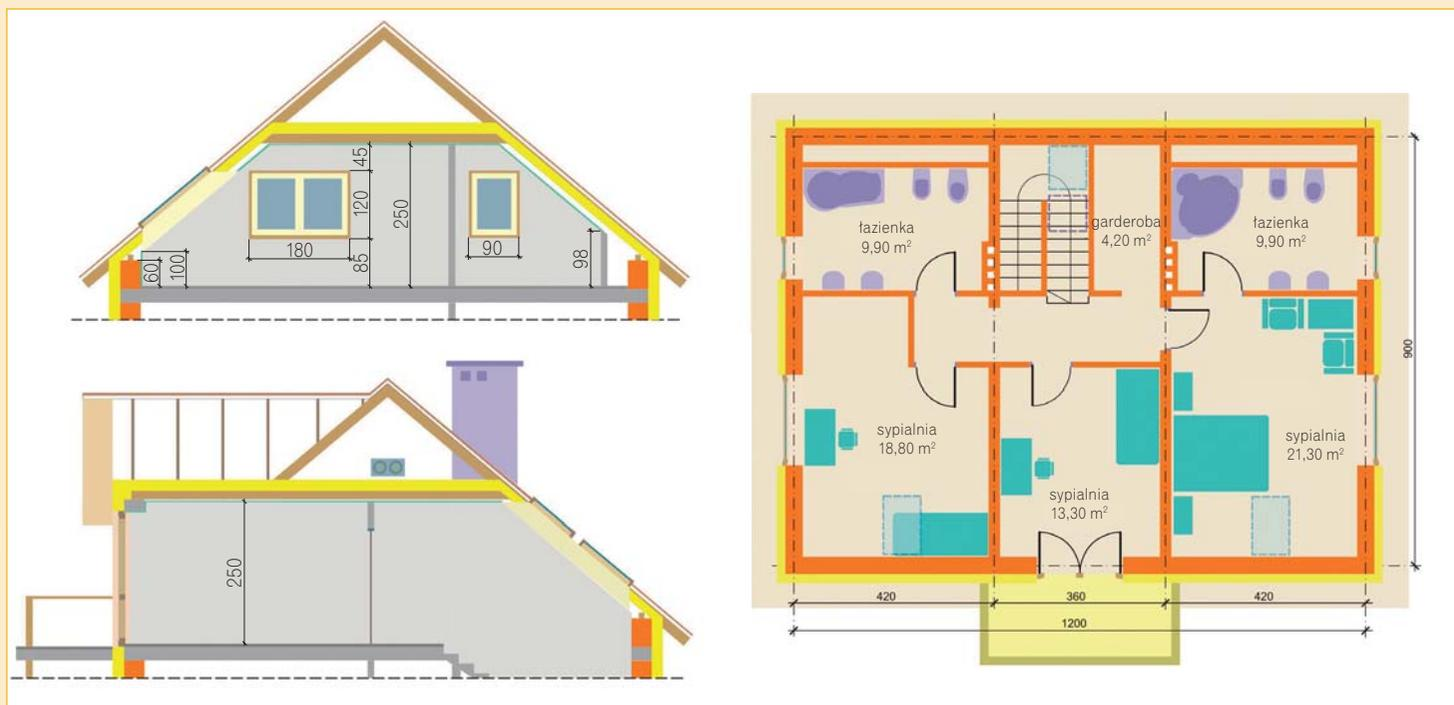 45
120
250
180
90
85
60
100
98
250
łazienka
9,90 m²
garderoba
4,20 m²
łazienka
9,90 m²
sypialnia
18,80 m²
sypialnia
13,30 m²
sypialnia
21,30 m²
900
420
360
420
1200